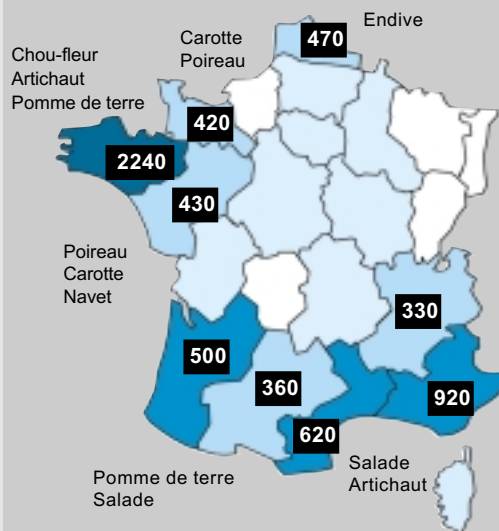 Endive
470
Carotte
Poireau
Chou-fleur
Artichaut
Pomme de terre
420
2240
430
Poireau
Carotte
Navet
330
500
360
920
620
Salade
Artichaut
Pomme de terre
Salade